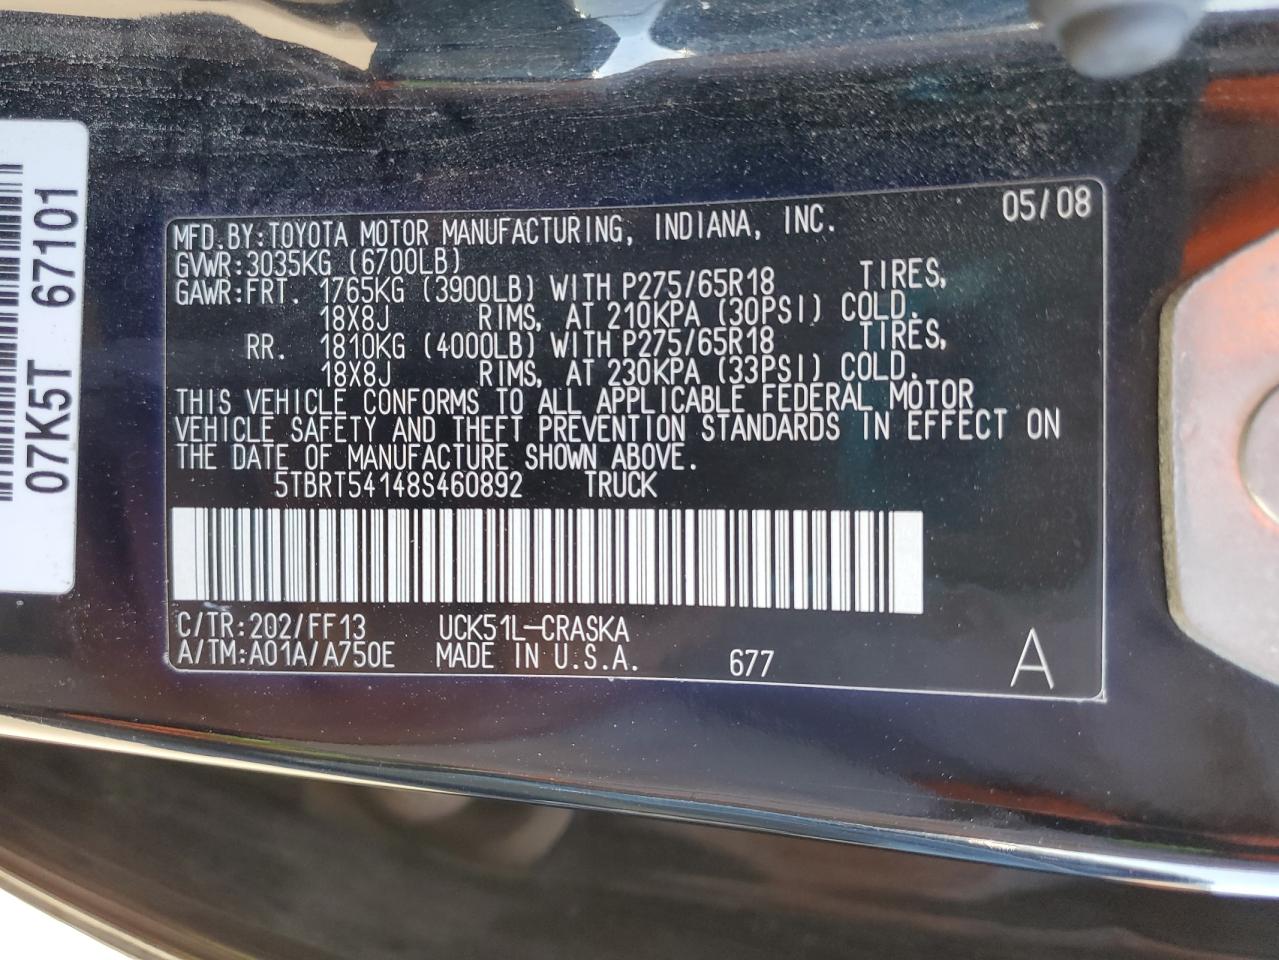 07K5T 67101
05/08
MFD.BY:TOYOTA MOTOR MANUFACTURING, INDIANA, INC.
GVWR:3035KG (6700LB)
GAWR:FRT. 1765KG (3900LB) WITH P275/65R18 TIRES,
18X8J RIMS, AT 210KPA (30PSI) COLD.
RR. 1810KG (4000LB) WITH P275/65R18 TIRES,
18X8J RIMS, AT 230KPA (33PSI) COLD.
THIS VEHICLE CONFORMS TO ALL APPLICABLE FEDERAL MOTOR
VEHICLE SAFETY AND THEFT PREVENTION STANDARDS IN EFFECT ON
THE DATE OF MANUFACTURE SHOWN ABOVE.
5TBRT54148S460892 TRUCK
C/TR:202/FF13 UCK51L-CRASKA
A/TM:A01A/A750E MADE IN U.S.A. 677 A